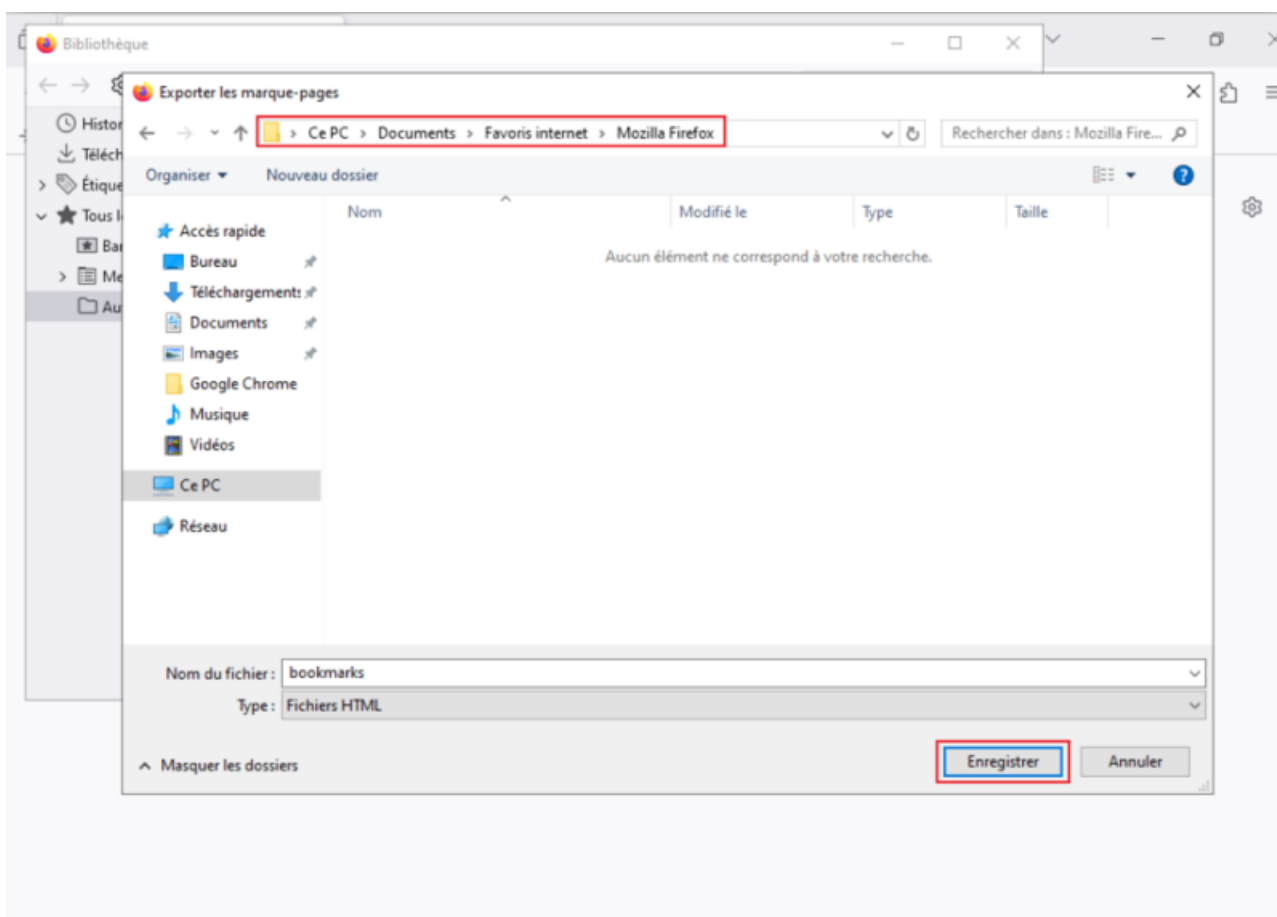 Bibliothèque
Exporter les marque-pages
Ce PC > Documents > Favoris internet > Mozilla Firefox
Rechercher dans : Mozilla Fire...
Organiser
Nouveau dossier
Histor
Téléch
Étique
Tous l
Bar
Me
Au
Nom
Modifié le
Type
Taille
Aucun élément ne correspond à votre recherche.
Accès rapide
Bureau
Téléchargements
Documents
Images
Google Chrome
Musique
Vidéos
Ce PC
Réseau
Nom du fichier : bookmarks
Type : Fichiers HTML
Masquer les dossiers
Enregistrer
Annuler